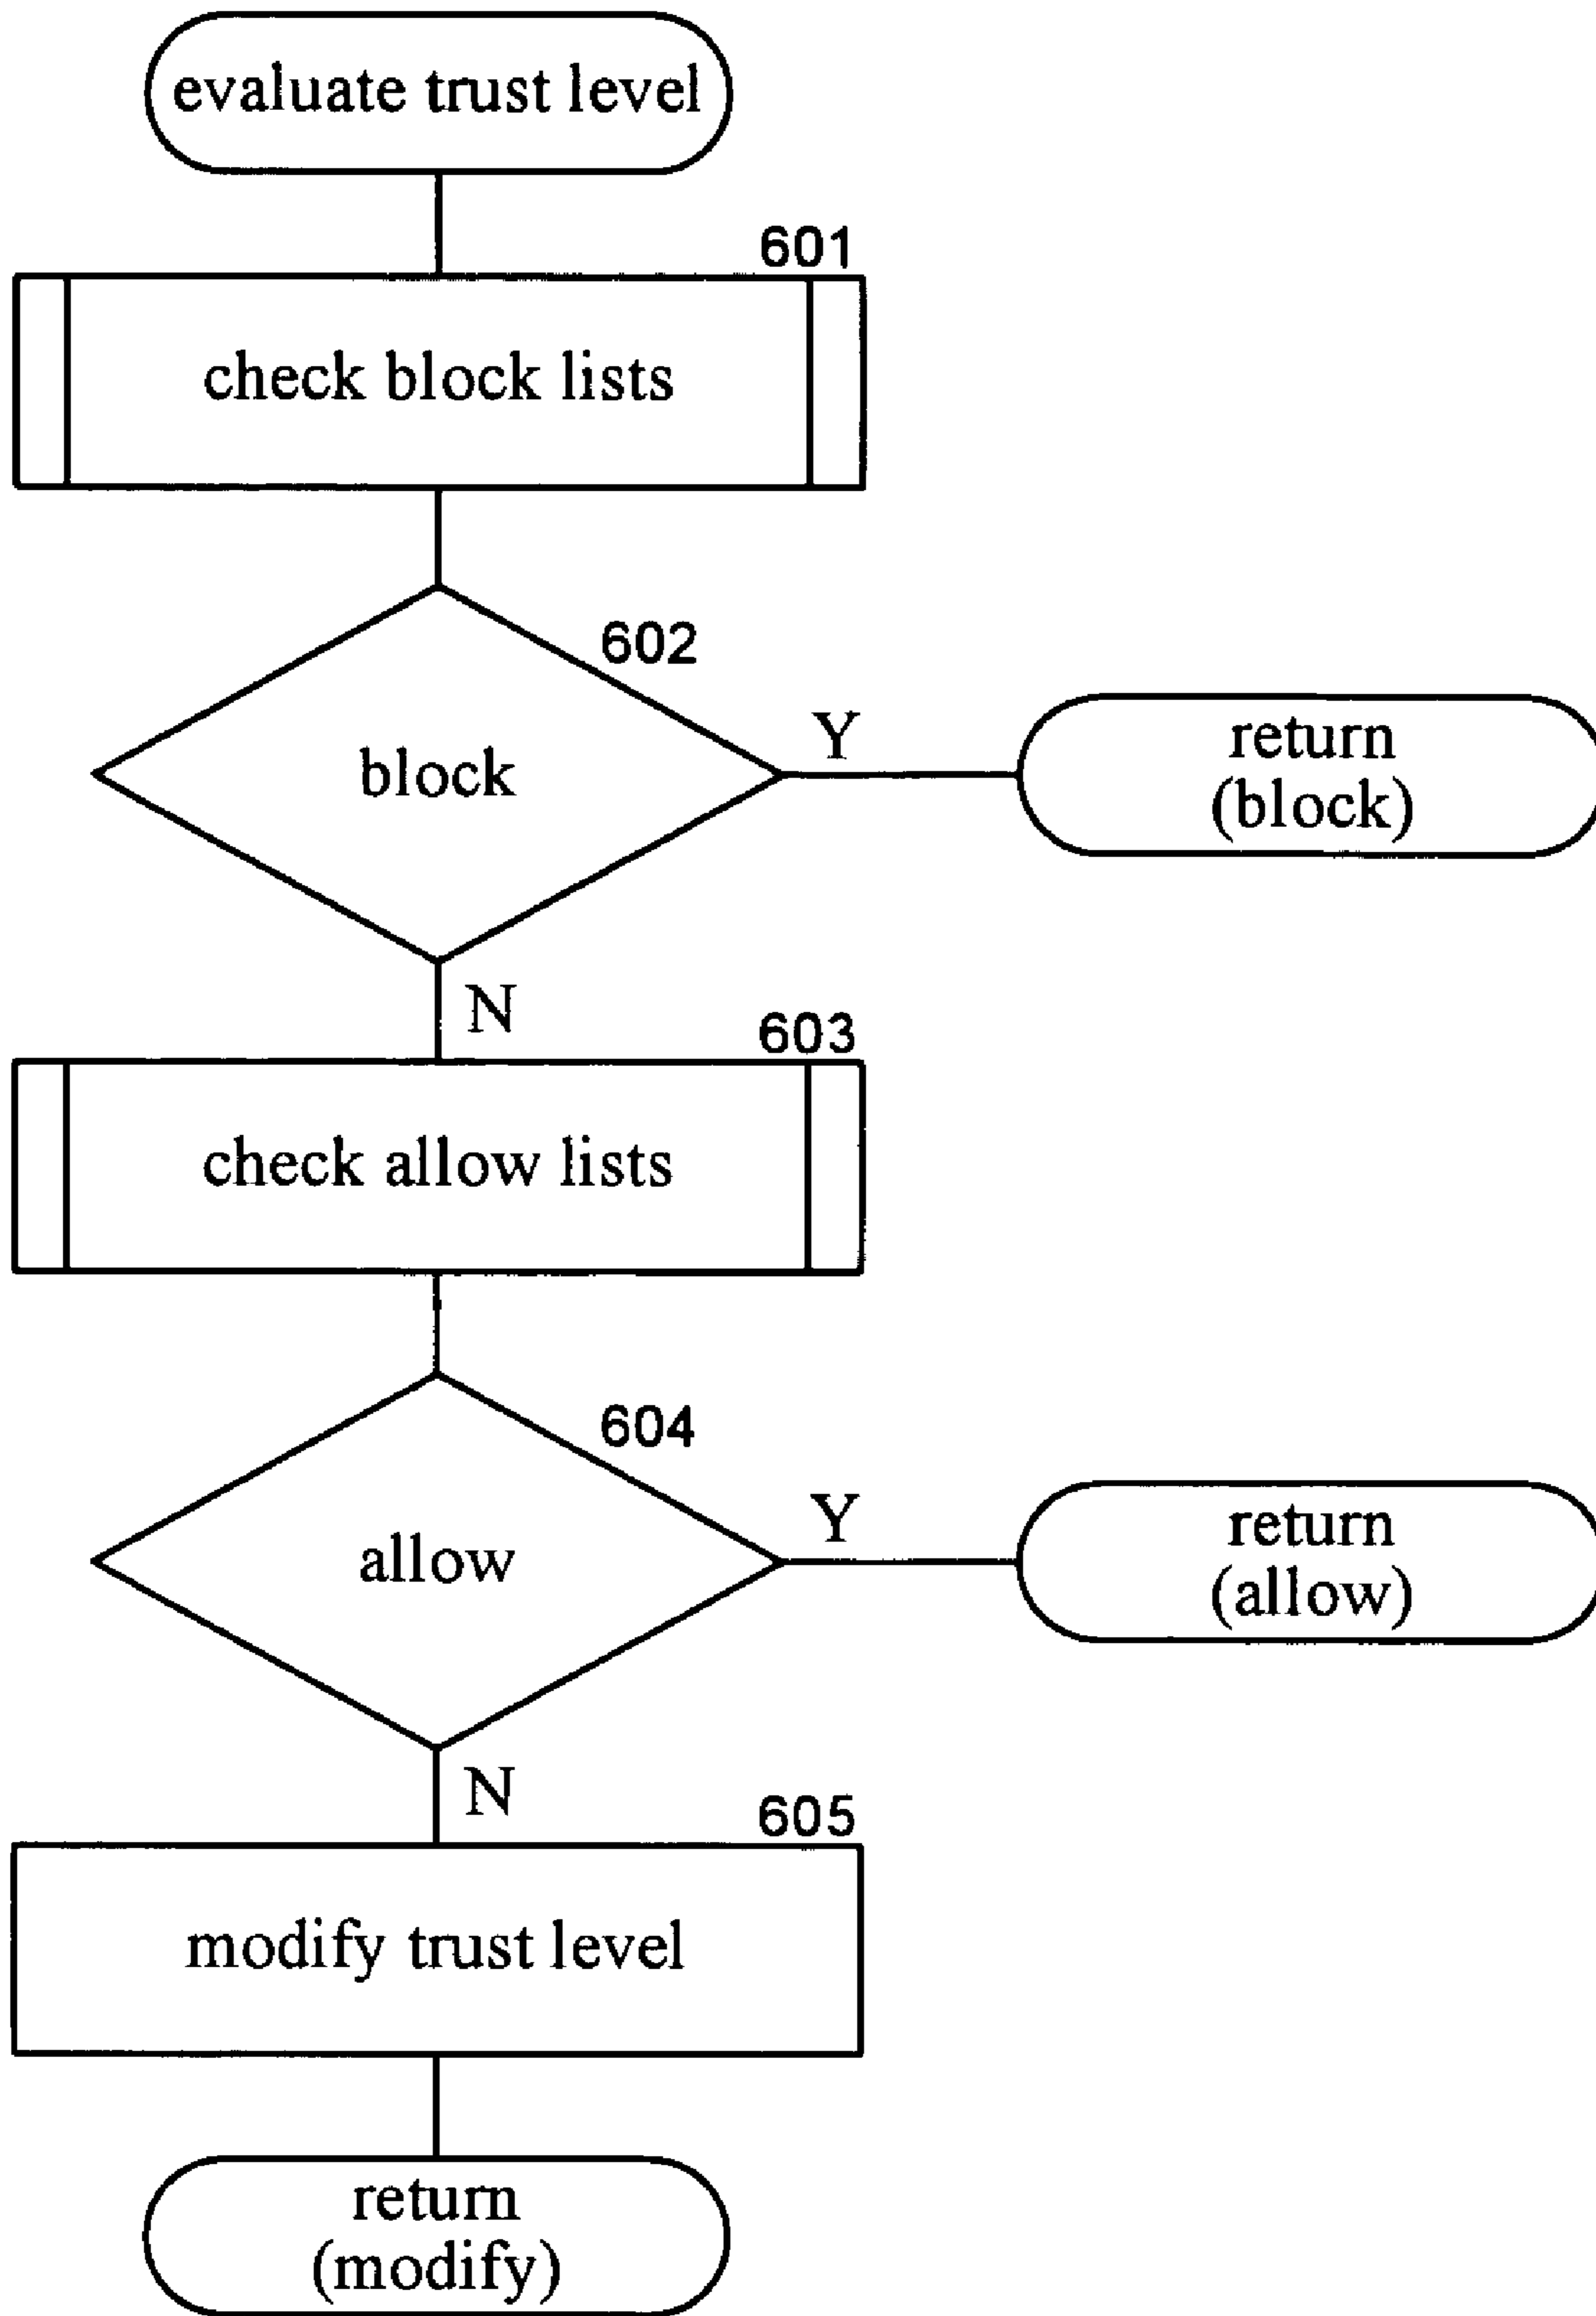 evaluate trust level
601
check block lists
602
block
Y
return
(block)
N
603
check allow lists
604
allow
Y
return
(allow)
N
605
modify trust level
return
(modify)